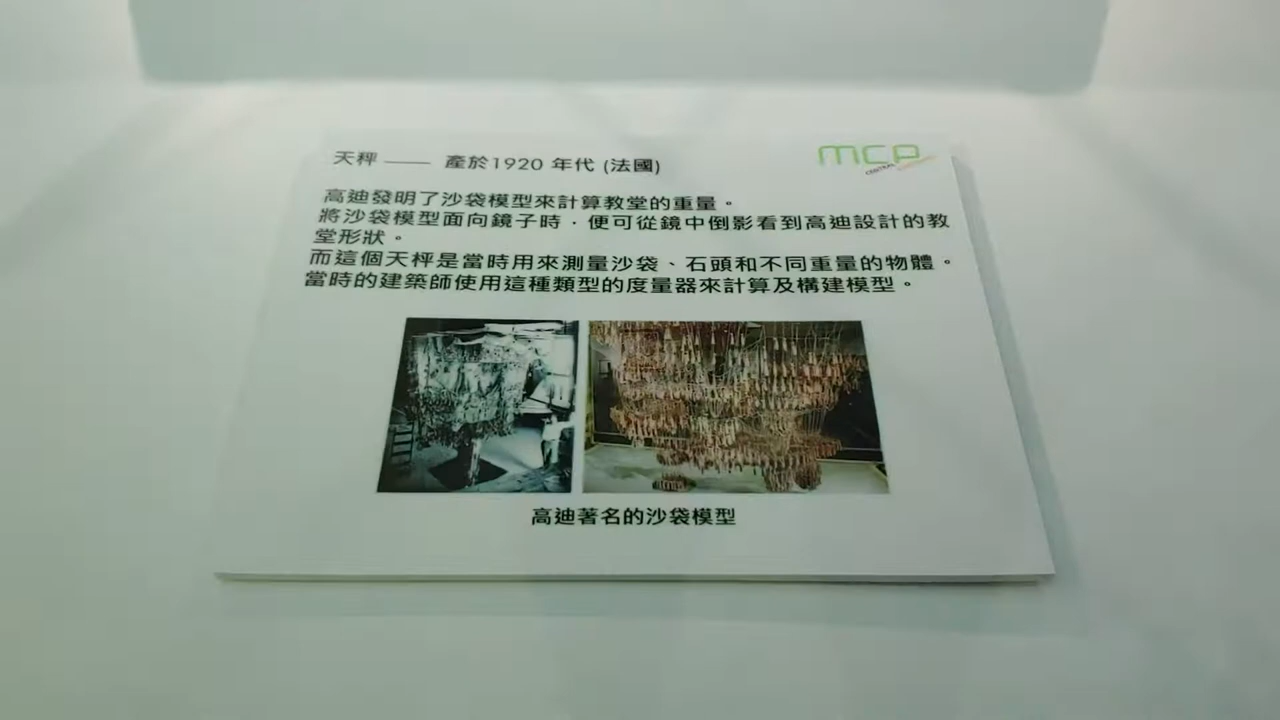 天秤 —— 產於1920 年代 (法國)
mcp
CENTRAL
高迪發明了沙袋模型來計算教堂的重量。
將沙袋模型面向鏡子時，便可從鏡中倒影看到高迪設計的教
堂形狀。
而這個天枰是當時用來測量沙袋、石頭和不同重量的物體。
當時的建築師使用這種類型的度量器來計算及構建模型。
高迪著名的沙袋模型